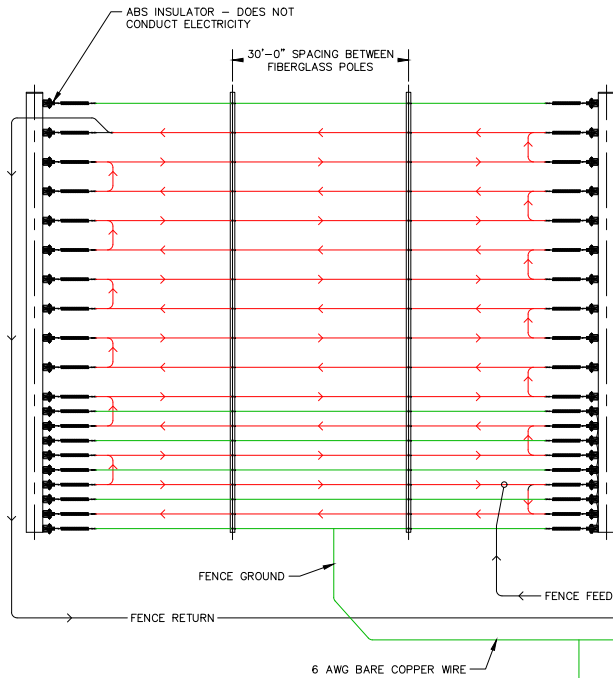 ABS INSULATOR – DOES NOT
CONDUCT ELECTRICITY
30'-0" SPACING BETWEEN
FIBERGLASS POLES
FENCE GROUND
FENCE FEED
FENCE RETURN
6 AWG BARE COPPER WIRE